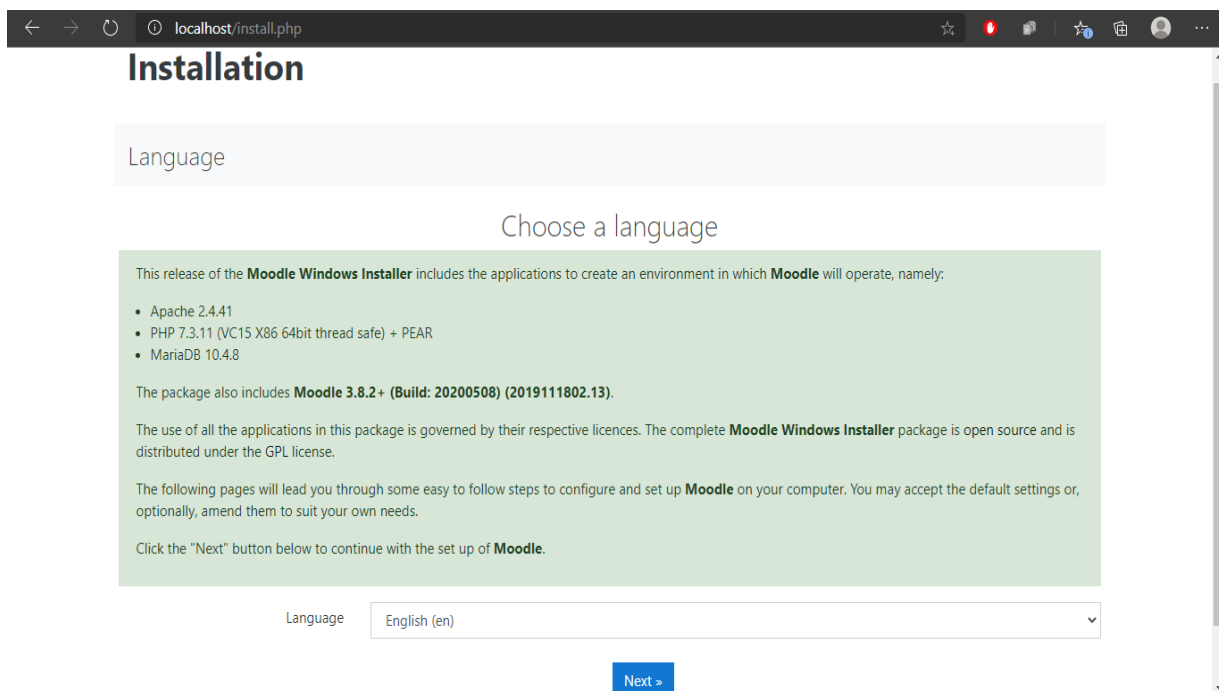 localhost/install.php
Installation
Language
Choose a language
This release of the Moodle Windows Installer includes the applications to create an environment in which Moodle will operate, namely:
• Apache 2.4.41
• PHP 7.3.11 (VC15 X86 64bit thread safe) + PEAR
• MariaDB 10.4.8
The package also includes Moodle 3.8.2+ (Build: 20200508) (2019111802.13).
The use of all the applications in this package is governed by their respective licences. The complete Moodle Windows Installer package is open source and is
distributed under the GPL license.
The following pages will lead you through some easy to follow steps to configure and set up Moodle on your computer. You may accept the default settings or,
optionally, amend them to suit your own needs.
Click the "Next" button below to continue with the set up of Moodle.
Language English (en)
Next »